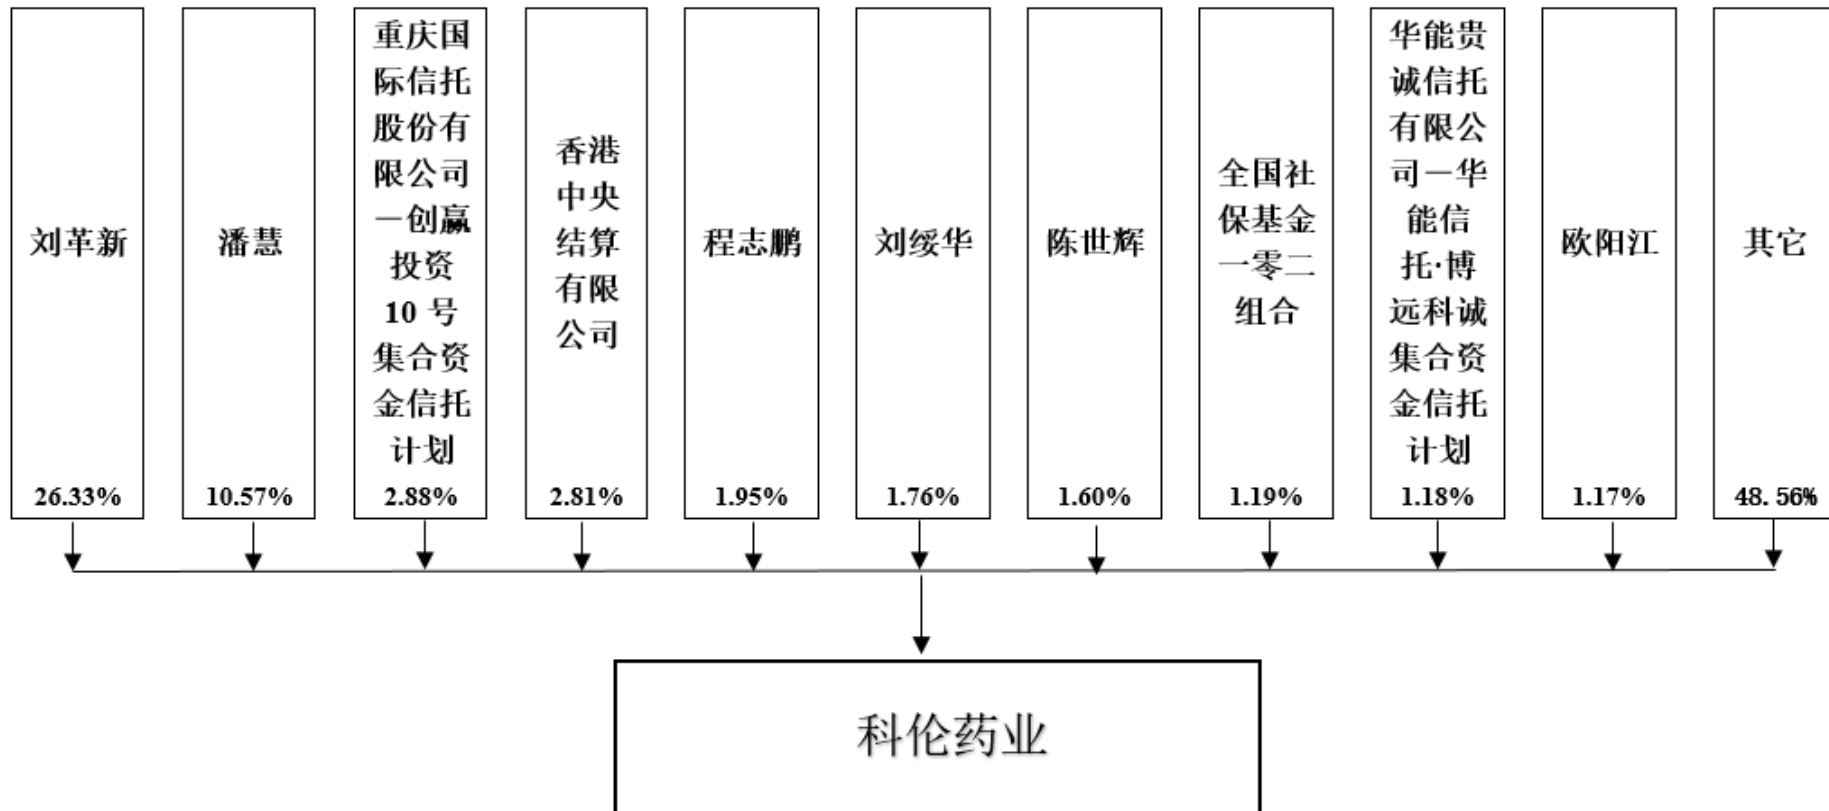 刘革新
26.33%
潘慧
10.57%
重庆国
际信托
股份有
限公司
－创赢
投资
10 号
集合资
金信托
计划
2.88%
香港
中央
结算
有限
公司
2.81%
程志鹏
1.95%
刘绥华
1.76%
陈世辉
1.60%
全国社
保基金
一零二
组合
1.19%
华能贵
诚信托
有限公
司－华
能信
托·博
远科诚
集合资
金信托
计划
1.18%
欧阳江
1.17%
其它
48.56%
科伦药业